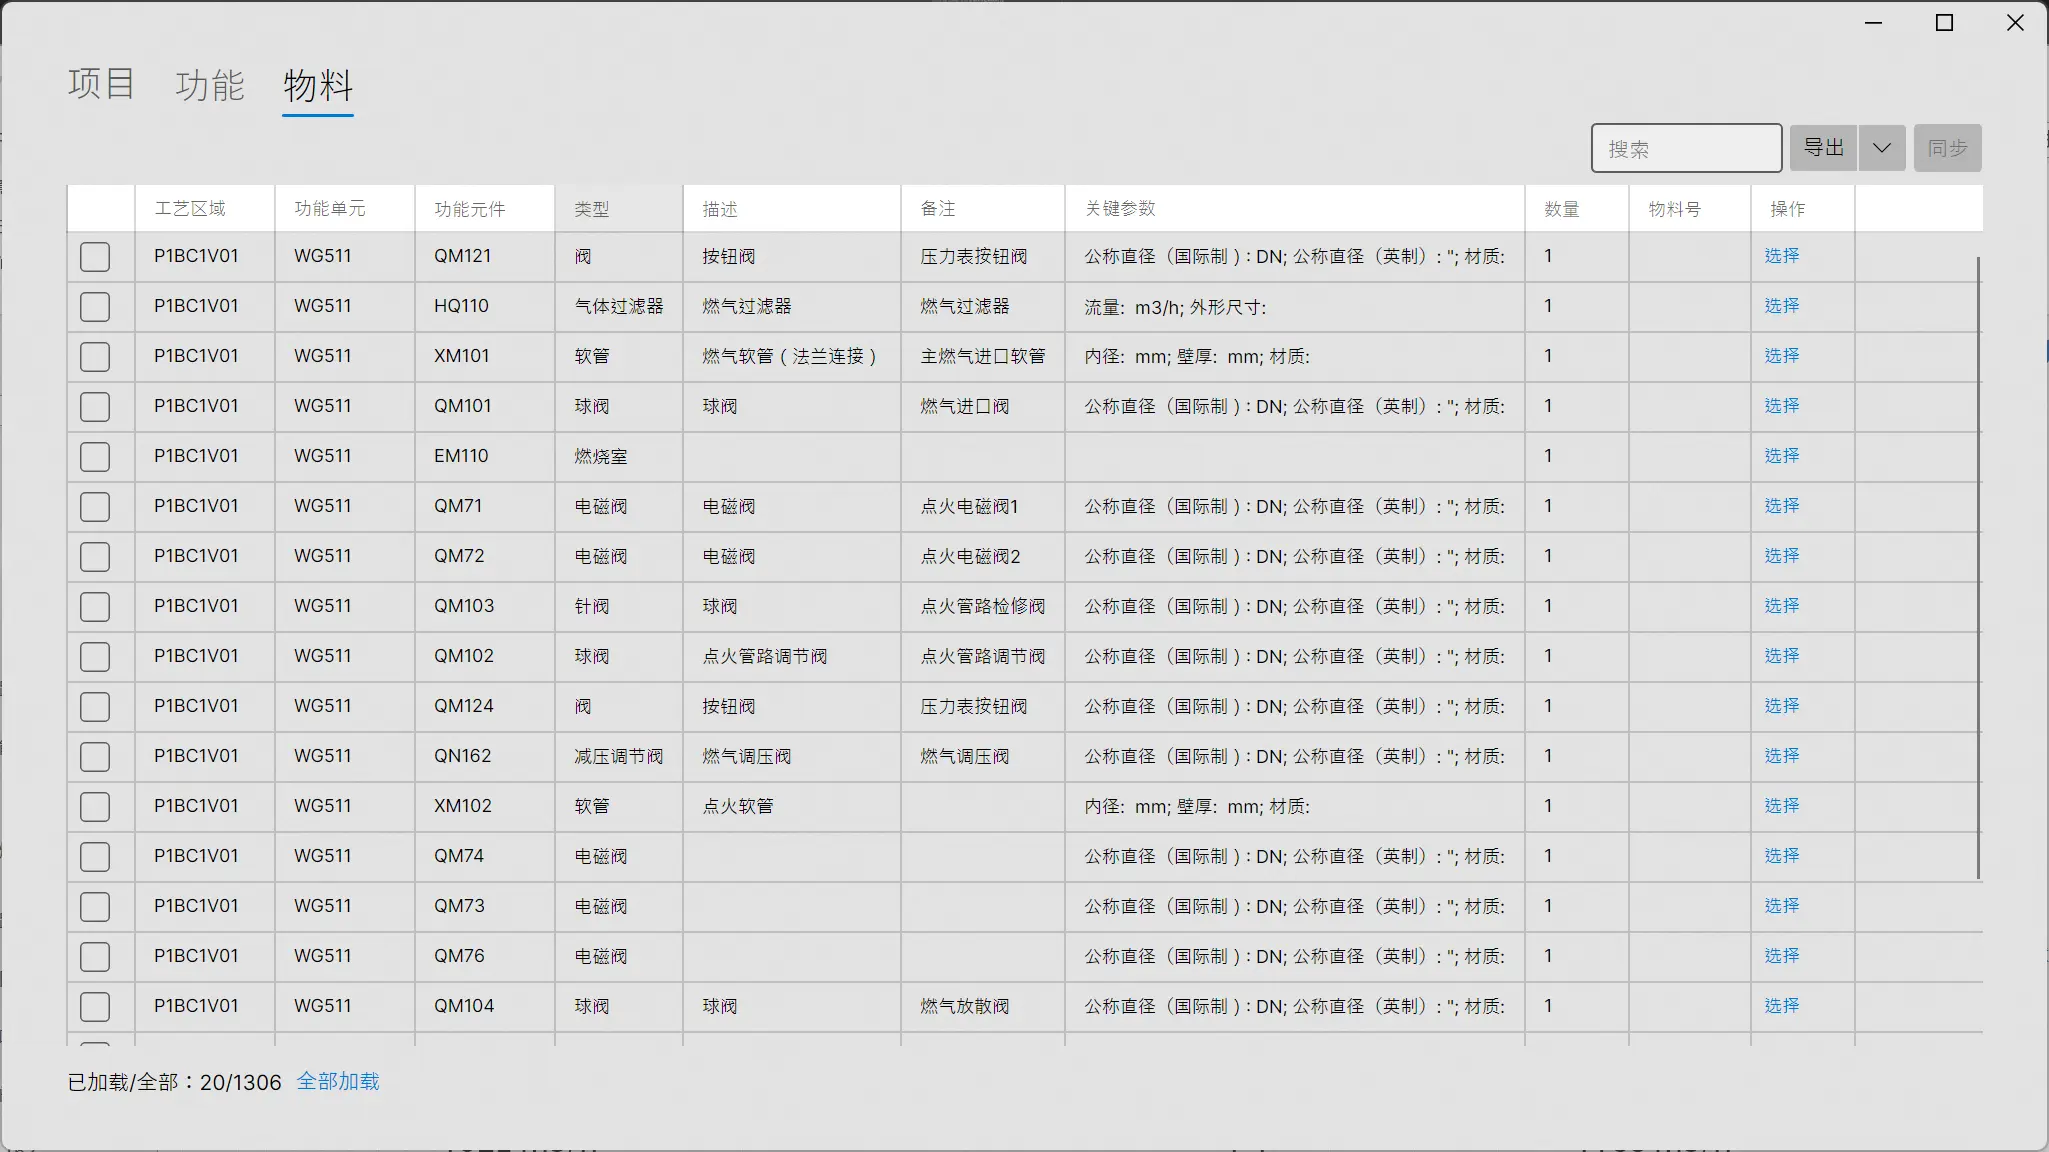 项目 功能 物料
搜索 导出 同步
工艺区域 功能单元 功能元件 类型 描述 备注 关键参数 数量 物料号 操作
P1BC1V01 WG511 QM121 阀 按钮阀 压力表按钮阀 公称直径（国际制）: DN; 公称直径（英制）: "; 材质: 1 选择
P1BC1V01 WG511 HQ110 气体过滤器 燃气过滤器 燃气过滤器 流量: m3/h; 外形尺寸: 1 选择
P1BC1V01 WG511 XM101 软管 燃气软管（法兰连接） 主燃气进口软管 内径: mm; 壁厚: mm; 材质: 1 选择
P1BC1V01 WG511 QM101 球阀 球阀 燃气进口阀 公称直径（国际制）: DN; 公称直径（英制）: "; 材质: 1 选择
P1BC1V01 WG511 EM110 燃烧室 1 选择
P1BC1V01 WG511 QM71 电磁阀 电磁阀 点火电磁阀1 公称直径（国际制）: DN; 公称直径（英制）: "; 材质: 1 选择
P1BC1V01 WG511 QM72 电磁阀 电磁阀 点火电磁阀2 公称直径（国际制）: DN; 公称直径（英制）: "; 材质: 1 选择
P1BC1V01 WG511 QM103 针阀 球阀 点火管路检修阀 公称直径（国际制）: DN; 公称直径（英制）: "; 材质: 1 选择
P1BC1V01 WG511 QM102 球阀 点火管路调节阀 点火管路调节阀 公称直径（国际制）: DN; 公称直径（英制）: "; 材质: 1 选择
P1BC1V01 WG511 QM124 阀 按钮阀 压力表按钮阀 公称直径（国际制）: DN; 公称直径（英制）: "; 材质: 1 选择
P1BC1V01 WG511 QN162 减压调节阀 燃气调压阀 燃气调压阀 公称直径（国际制）: DN; 公称直径（英制）: "; 材质: 1 选择
P1BC1V01 WG511 XM102 软管 点火软管 内径: mm; 壁厚: mm; 材质: 1 选择
P1BC1V01 WG511 QM74 电磁阀 公称直径（国际制）: DN; 公称直径（英制）: "; 材质: 1 选择
P1BC1V01 WG511 QM73 电磁阀 公称直径（国际制）: DN; 公称直径（英制）: "; 材质: 1 选择
P1BC1V01 WG511 QM76 电磁阀 公称直径（国际制）: DN; 公称直径（英制）: "; 材质: 1 选择
P1BC1V01 WG511 QM104 球阀 球阀 燃气放散阀 公称直径（国际制）: DN; 公称直径（英制）: "; 材质: 1 选择
已加载/全部：20/1306 全部加载